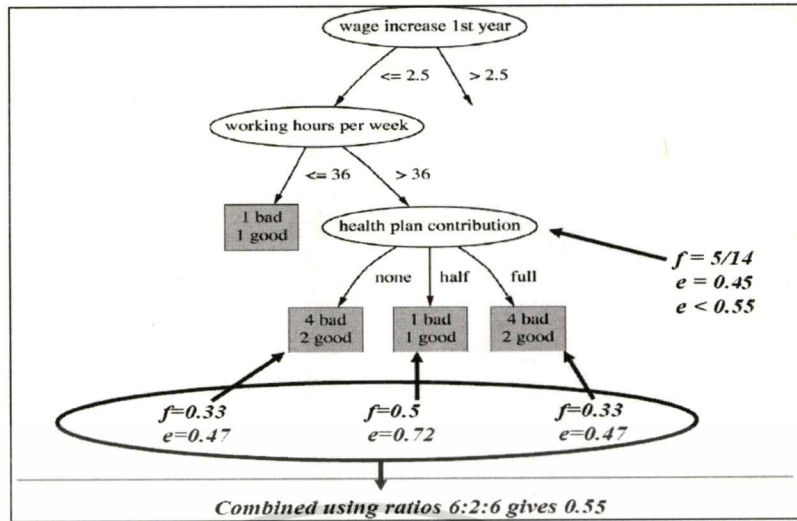 wage increase 1st year
<= 2.5
> 2.5
working hours per week
<= 36
> 36
1 bad
1 good
health plan contribution
f = 5/14
e = 0.45
e < 0.55
none
half
full
4 bad
2 good
1 bad
1 good
4 bad
2 good
f=0.33
e=0.47
f=0.5
e=0.72
f=0.33
e=0.47
Combined using ratios 6:2:6 gives 0.55